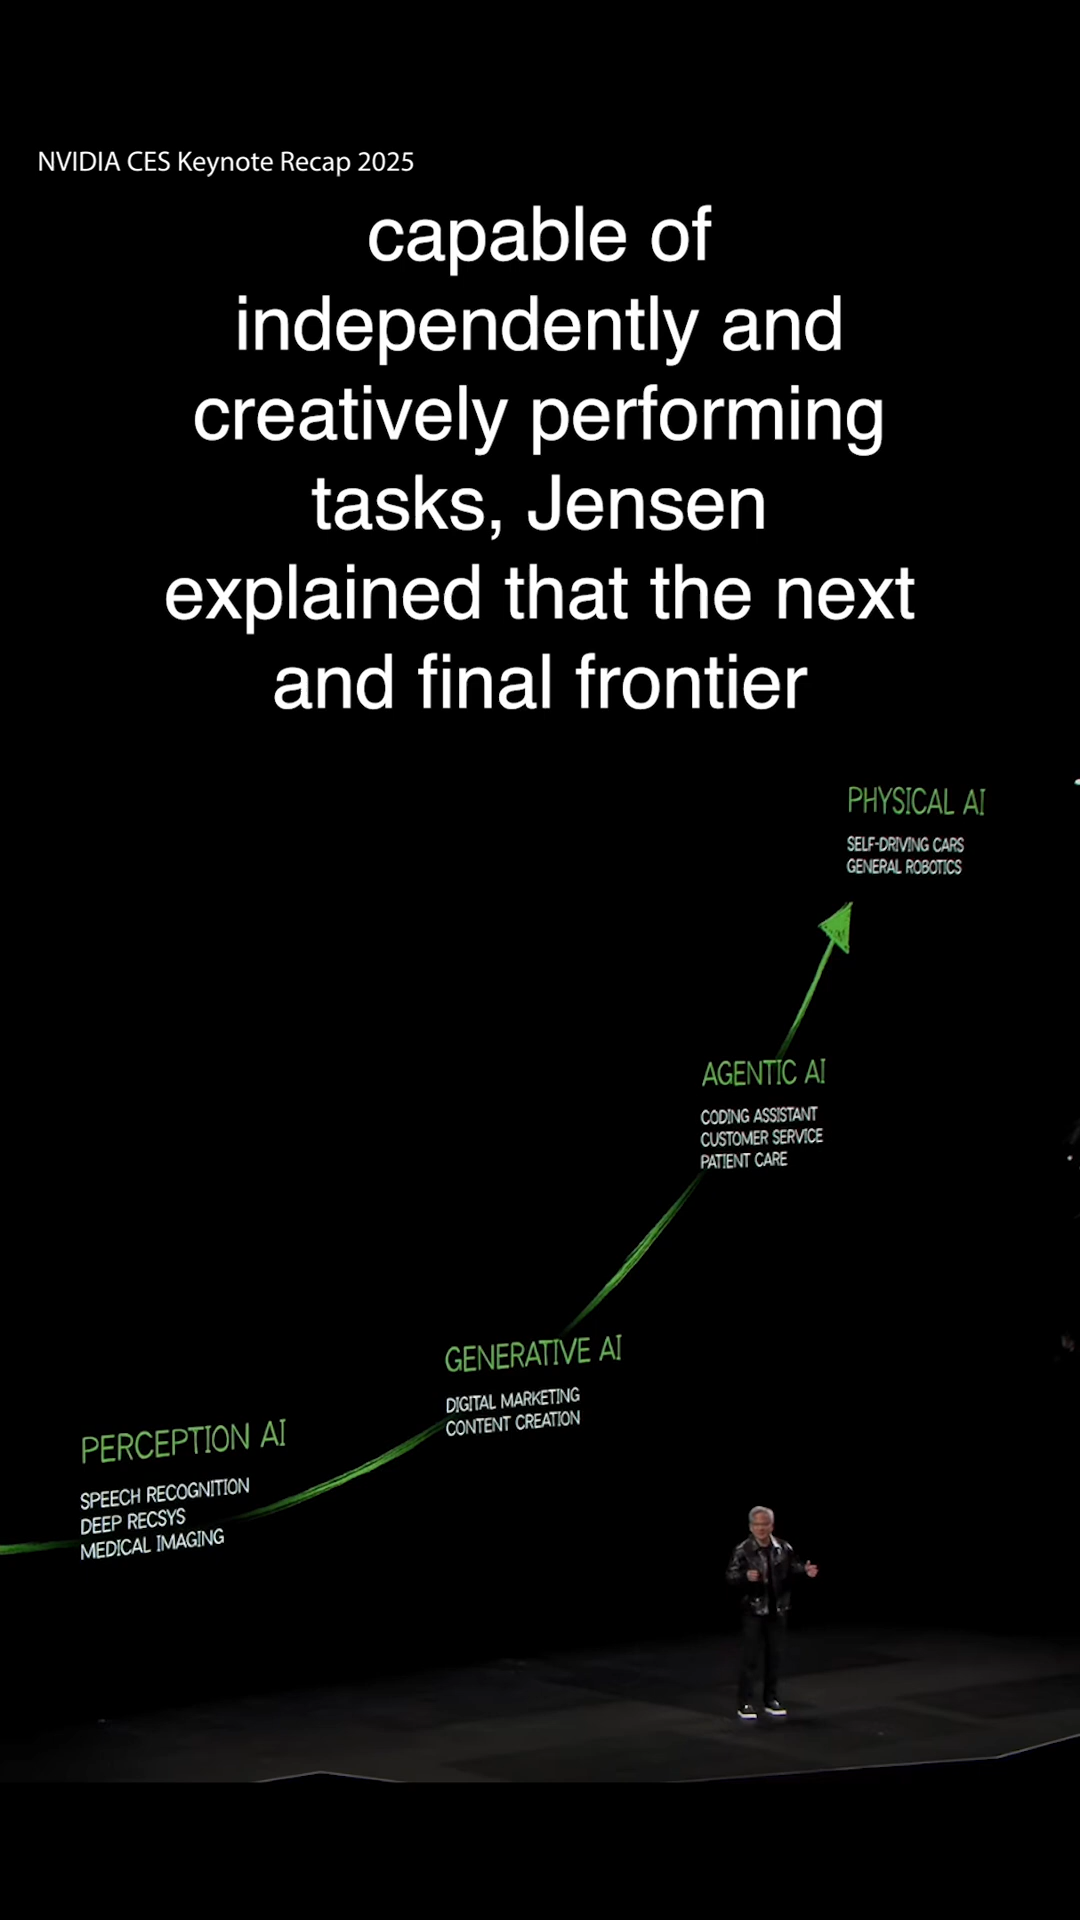 NVIDIA CES Keynote Recap 2025
capable of
independently and
creatively performing
tasks, Jensen
explained that the next
and final frontier
PHYSICAL AI
SELF-DRIVING CARS
GENERAL ROBOTICS
AGENTIC AI
CODING ASSISTANT
CUSTOMER SERVICE
PATIENT CARE
GENERATIVE AI
DIGITAL MARKETING
CONTENT CREATION
PERCEPTION AI
SPEECH RECOGNITION
DEEP RECSYS
MEDICAL IMAGING